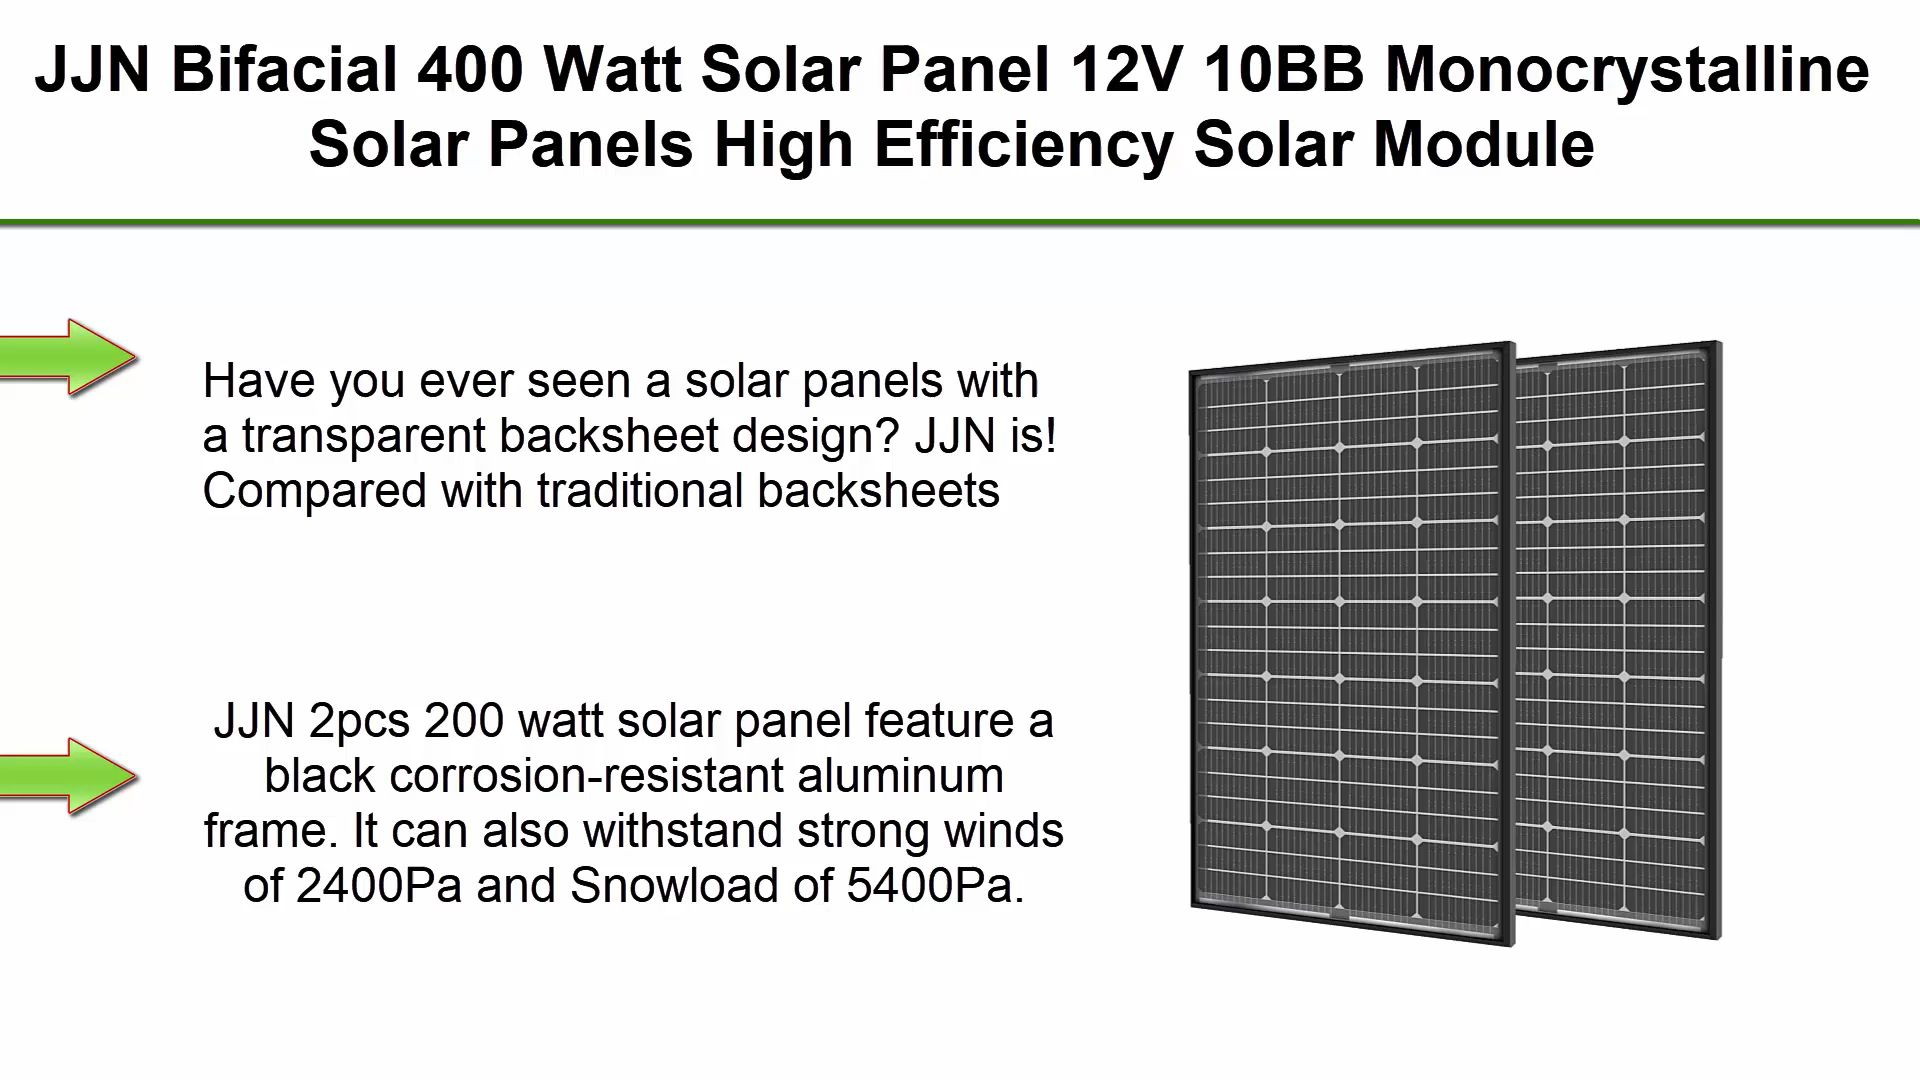 JJN Bifacial 400 Watt Solar Panel 12V 10BB Monocrystalline
Solar Panels High Efficiency Solar Module
Have you ever seen a solar panels with
a transparent backsheet design? JJN is!
Compared with traditional backsheets
JJN 2pcs 200 watt solar panel feature a
black corrosion-resistant aluminum
frame. It can also withstand strong winds
of 2400Pa and Snowload of 5400Pa.